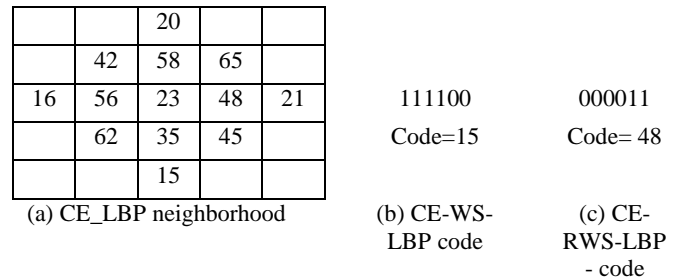 20
42 58 65
16 56 23 48 21
62 35 45
15
111100
Code=15
000011
Code= 48
(a) CE_LBP neighborhood
(b) CE-WS-
LBP code
(c) CE-
RWS-LBP
- code